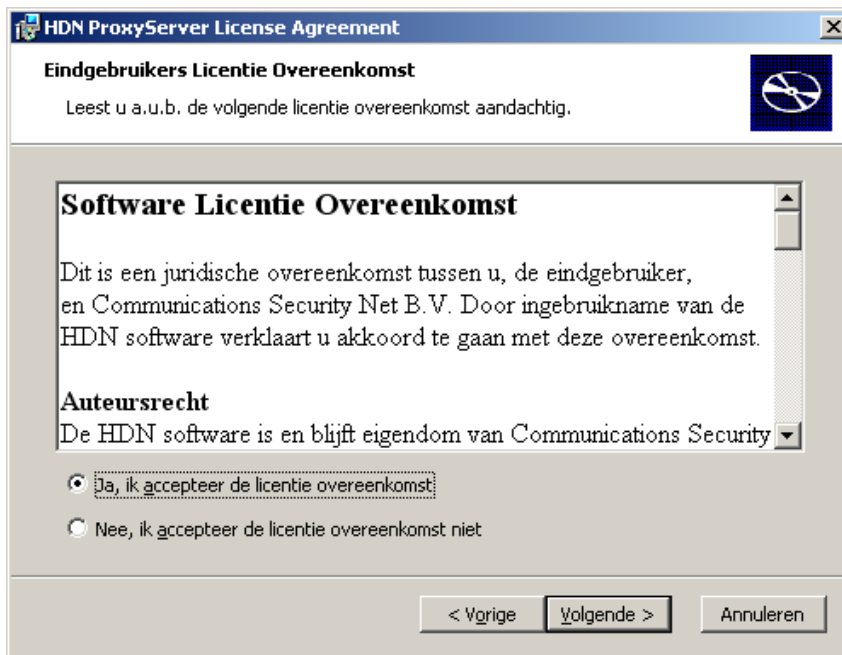 HDN ProxyServer License Agreement
Eindgebruikers Licentie Overeenkomst
Leest u a.u.b. de volgende licentie overeenkomst aandachtig.
Software Licentie Overeenkomst
Dit is een juridische overeenkomst tussen u, de eindgebruiker,
en Communications Security Net B.V. Door ingebruikname van de
HDN software verklaart u akkoord te gaan met deze overeenkomst.
Auteursrecht
De HDN software is en blijft eigendom van Communications Security
Ja, ik accepteer de licentie overeenkomst
Nee, ik accepteer de licentie overeenkomst niet
< Vorige
Volgende >
Annuleren